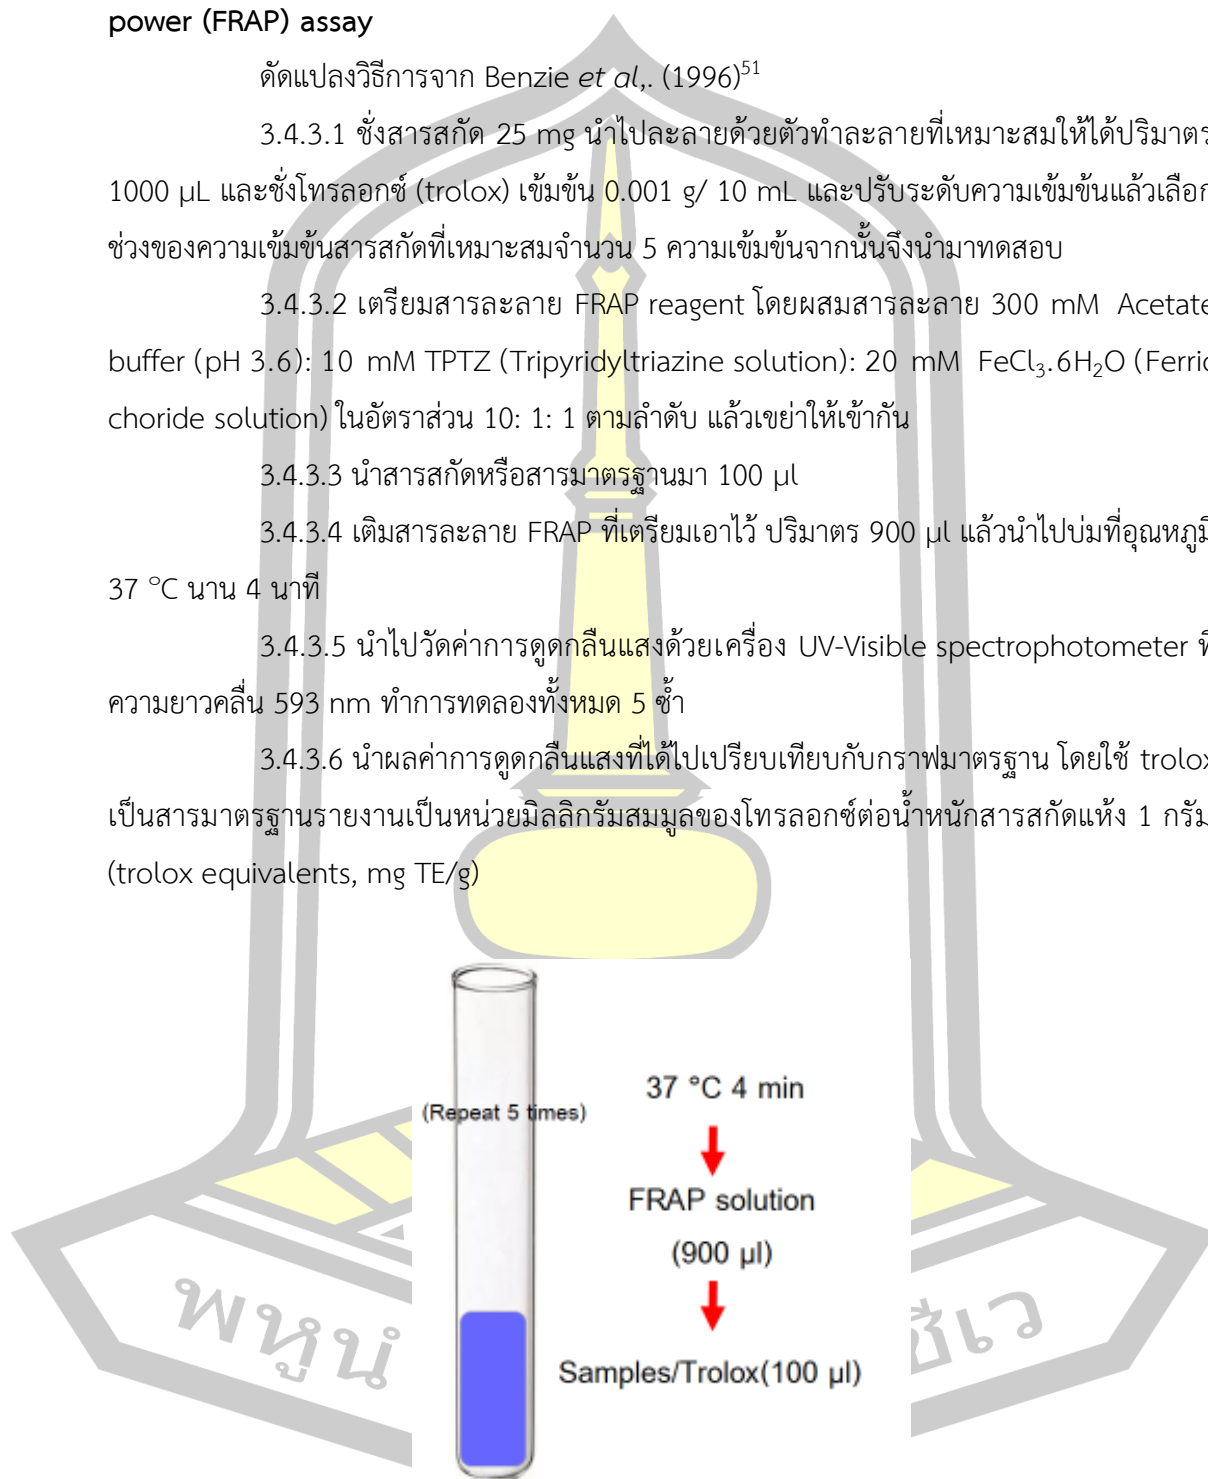 power (FRAP) assay
ดัดแปลงวิธีการจาก Benzie et al,. (1996)51
3.4.3.1 ชั่งสารสกัด 25 mg นำไปละลายด้วยตัวทำละลายที่เหมาะสมให้ได้ปริมาตร
1000 µL และชั่งโทรลอกซ์ (trolox) เข้มข้น 0.001 g/ 10 mL และปรับระดับความเข้มข้นแล้วเลือก
ช่วงของความเข้มข้นสารสกัดที่เหมาะสมจำนวน 5 ความเข้มข้นจากนั้นจึงนำมาทดสอบ
3.4.3.2 เตรียมสารละลาย FRAP reagent โดยผสมสารละลาย 300 mM Acetate
buffer (pH 3.6): 10 mM TPTZ (Tripyridyltriazine solution): 20 mM FeCl3.6H2O (Ferric
choride solution) ในอัตราส่วน 10: 1: 1 ตามลำดับ แล้วเขย่าให้เข้ากัน
3.4.3.3 นำสารสกัดหรือสารมาตรฐานมา 100 µl
3.4.3.4 เติมสารละลาย FRAP ที่เตรียมเอาไว้ ปริมาตร 900 µl แล้วนำไปบ่มที่อุณหภูมิ
37 °C นาน 4 นาที
3.4.3.5 นำไปวัดค่าการดูดกลืนแสงด้วยเครื่อง UV-Visible spectrophotometer ที่
ความยาวคลื่น 593 nm ทำการทดลองทั้งหมด 5 ซ้ำ
3.4.3.6 นำผลค่าการดูดกลืนแสงที่ได้ไปเปรียบเทียบกับกราฟมาตรฐาน โดยใช้ trolox
เป็นสารมาตรฐานรายงานเป็นหน่วยมิลลิกรัมสมมูลของโทรลอกซ์ต่อน้ำหนักสารสกัดแห้ง 1 กรัม
(trolox equivalents, mg TE/g)
37 °C 4 min
(Repeat 5 times)
FRAP solution
(900 µl)
Samples/Trolox(100 µl)
พหูนํ ชีเว